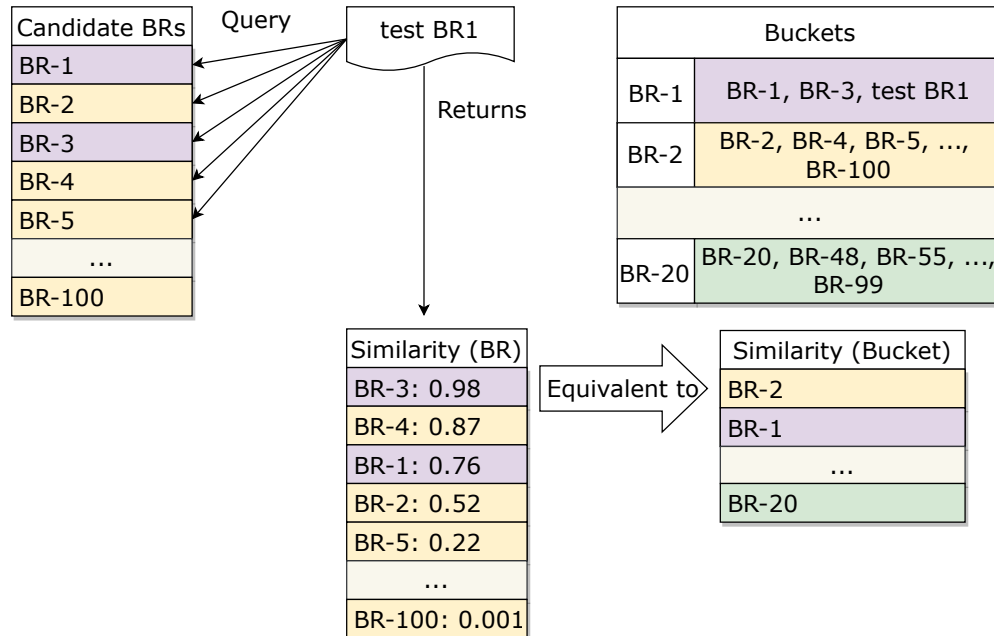 Candidate BRs
BR-1
BR-2
BR-3
BR-4
BR-5
...
BR-100
Query
test BR1
Returns
Buckets
BR-1
BR-1, BR-3, test BR1
BR-2
BR-2, BR-4, BR-5, ...,
BR-100
...
BR-20
BR-20, BR-48, BR-55, ...,
BR-99
Similarity (BR)
BR-3: 0.98
BR-4: 0.87
BR-1: 0.76
BR-2: 0.52
BR-5: 0.22
...
BR-100: 0.001
Equivalent to
Similarity (Bucket)
BR-2
BR-1
...
BR-20